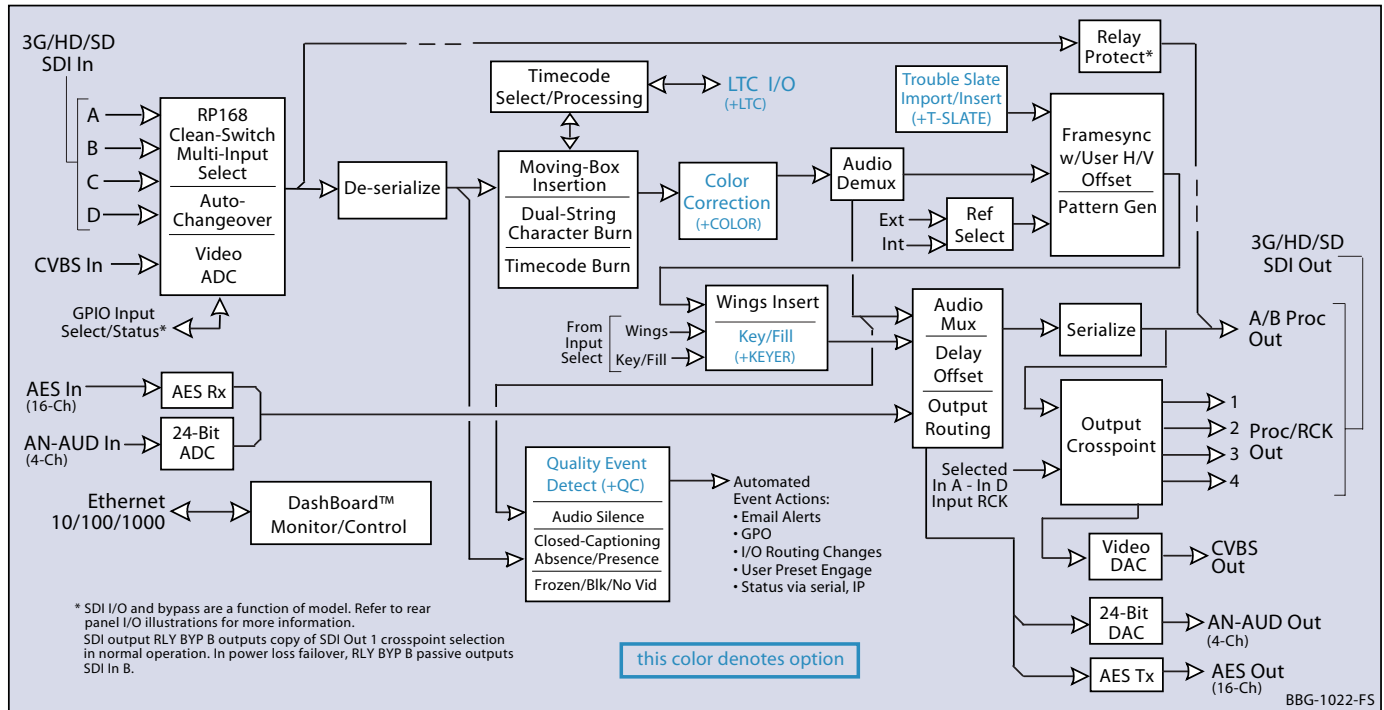 3G/HD/SD
SDI In
A
B
C
D
CVBS In
GPIO Input
Select/Status*
RP168
Clean-Switch
Multi-Input
Select
Auto-
Changeover
Video
ADC
De-serialize
Timecode
Select/Processing
LTC I/O
(+LTC)
Moving-Box
Insertion
Dual-String
Character Burn
Timecode Burn
Color
Correction
(+COLOR)
Audio
Demux
Trouble Slate
Import/Insert
(+T-SLATE)
Ext
Int
Ref
Select
Framesync
w/User H/V
Offset
Pattern Gen
Relay
Protect*
From
Input
Select
Wings
Key/Fill
Wings Insert
Key/Fill
(+KEYER)
Audio
Mux
Delay
Offset
Output
Routing
Serialize
3G/HD/SD
SDI Out
A/B Proc
Out
AES In
(16-Ch)
AES Rx
AN-AUD In
(4-Ch)
24-Bit
ADC
Ethernet
10/100/1000
DashBoard™
Monitor/Control
Quality Event
Detect (+QC)
Audio Silence
Closed-Captioning
Absence/Presence
Frozen/Blk/No Vid
Automated
Event Actions:
• Email Alerts
• GPO
• I/O Routing Changes
• User Preset Engage
• Status via serial, IP
Selected
In A - In D
Input RCK
Output
Crosspoint
1
2
3
4
Proc/RCK
Out
Video
DAC
CVBS
Out
24-Bit
DAC
AN-AUD Out
(4-Ch)
AES Tx
AES Out
(16-Ch)
* SDI I/O and bypass are a function of model. Refer to rear
panel I/O illustrations for more information.
SDI output RLY BYP B outputs copy of SDI Out 1 crosspoint selection
in normal operation. In power loss failover, RLY BYP B passive outputs
SDI In B.
this color denotes option
BBG-1022-FS